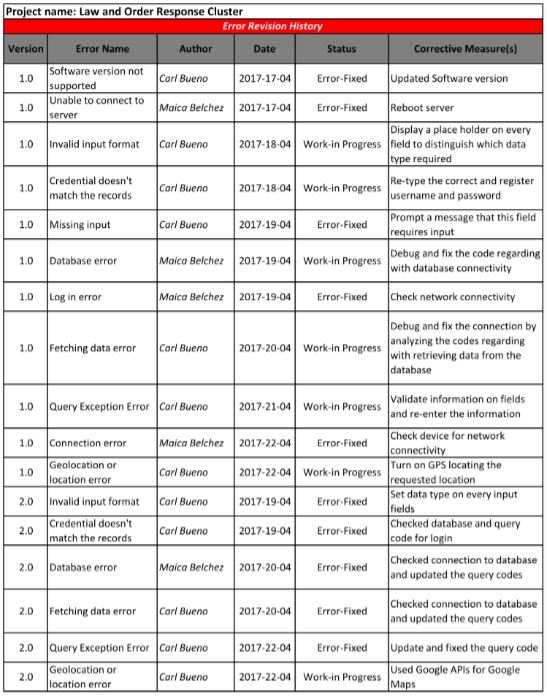 Project name: Law and Order Response Cluster
Error Revision History
Version Error Name Author Date Status Corrective Measure(s)
1.0 Software version not supported Carl Bueno 2017-17-04 Error-Fixed Updated Software version
1.0 Unable to connect to server Maica Belchez 2017-17-04 Error-Fixed Reboot server
1.0 Invalid input format Carl Bueno 2017-18-04 Work-in Progress Display a place holder on every field to distinguish which data type required
1.0 Credential doesn't match the records Carl Bueno 2017-18-04 Work-in Progress Re-type the correct and register username and password
1.0 Missing input Carl Bueno 2017-19-04 Error-Fixed Prompt a message that this field requires input
1.0 Database error Maica Belchez 2017-19-04 Work-in Progress Debug and fix the code regarding with database connectivity
1.0 Log in error Maica Belchez 2017-19-04 Error-Fixed Check network connectivity
1.0 Fetching data error Carl Bueno 2017-20-04 Work-in Progress Debug and fix the connection by analyzing the codes regarding with retrieving data from the database
1.0 Query Exception Error Carl Bueno 2017-21-04 Work-in Progress Validate information on fields and re-enter the information
1.0 Connection error Maica Belchez 2017-22-04 Error-Fixed Check device for network connectivity
1.0 Geolocation or location error Carl Bueno 2017-22-04 Work-in Progress Turn on GPS locating the requested location
2.0 Invalid input format Carl Bueno 2017-19-04 Error-Fixed Set data type on every input fields
2.0 Credential doesn't match the records Carl Bueno 2017-19-04 Error-Fixed Checked database and query code for login
2.0 Database error Maica Belchez 2017-20-04 Error-Fixed Checked connection to database and updated the query codes
2.0 Fetching data error Carl Bueno 2017-20-04 Error-Fixed Checked connection to database and updated the query codes
2.0 Query Exception Error Carl Bueno 2017-22-04 Error-Fixed Update and fixed the query code
2.0 Geolocation or location error Carl Bueno 2017-22-04 Work-in Progress Used Google APIs for Google Maps